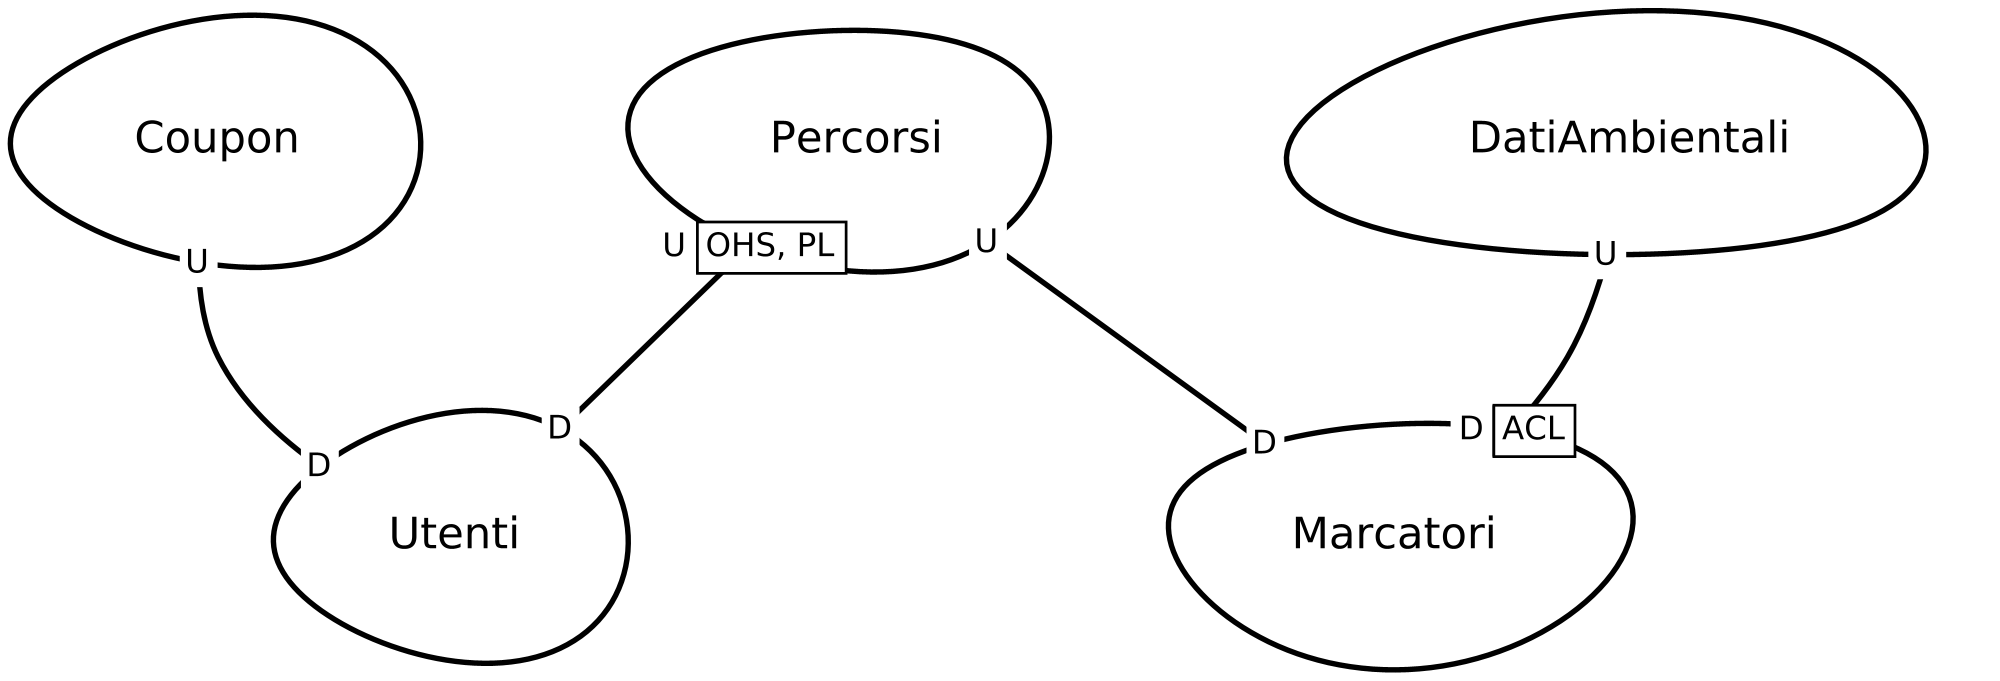 Coupon
Percorsi
DatiAmbientali
U
U
OHS, PL
U
U
D
D
D
D
ACL
Utenti
Marcatori